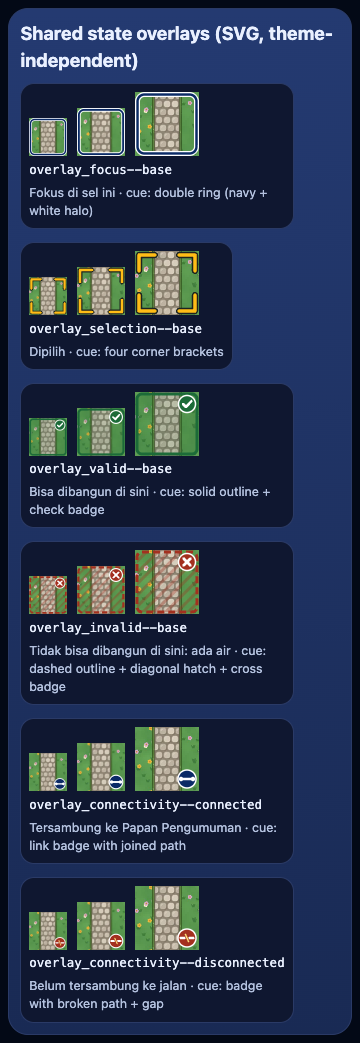 Shared state overlays (SVG, theme-
independent)
overlay_focus--base
Fokus di sel ini · cue: double ring (navy +
white halo)
overlay_selection--base
Dipilih · cue: four corner brackets
overlay_valid--base
Bisa dibangun di sini · cue: solid outline +
check badge
overlay_invalid--base
Tidak bisa dibangun di sini: ada air · cue:
dashed outline + diagonal hatch + cross
badge
overlay_connectivity--connected
Tersambung ke Papan Pengumuman · cue:
link badge with joined path
overlay_connectivity--disconnected
Belum tersambung ke jalan · cue: badge
with broken path + gap